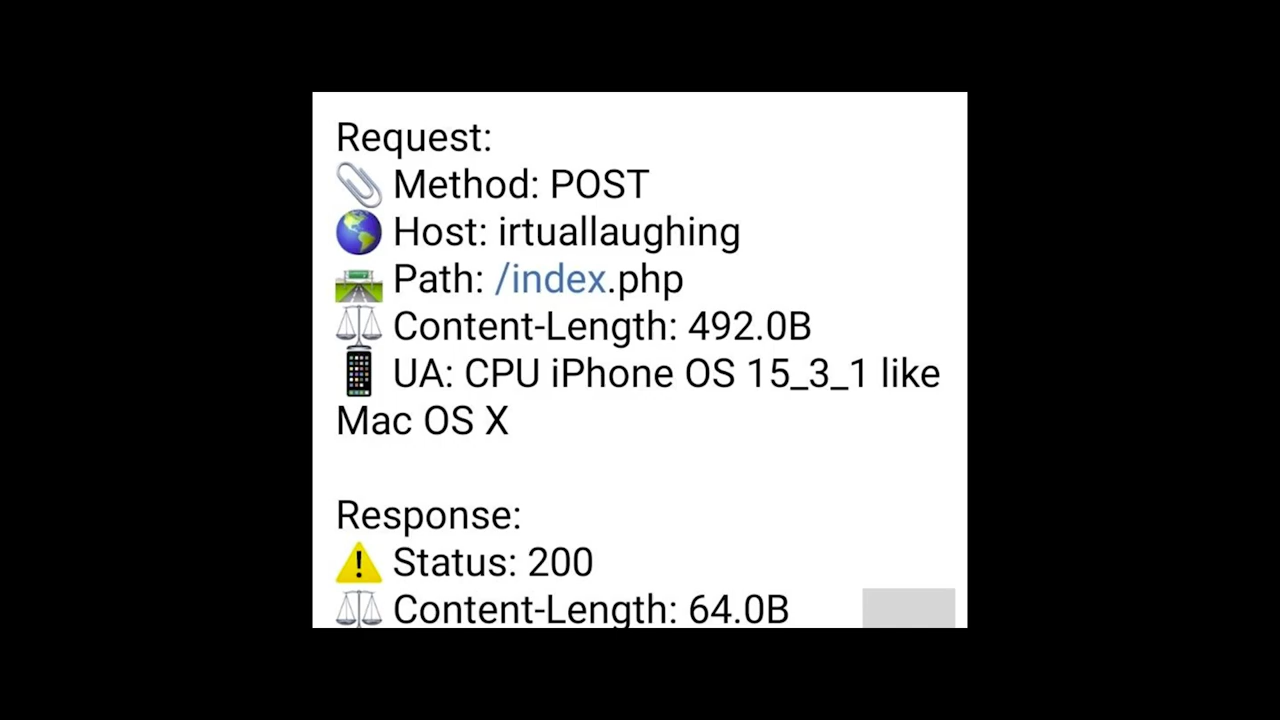 Request:
Method: POST
Host: irtuallaughing
Path: /index.php
Content-Length: 492.0B
UA: CPU iPhone OS 15_3_1 like
Mac OS X
Response:
Status: 200
Content-Length: 64.0B